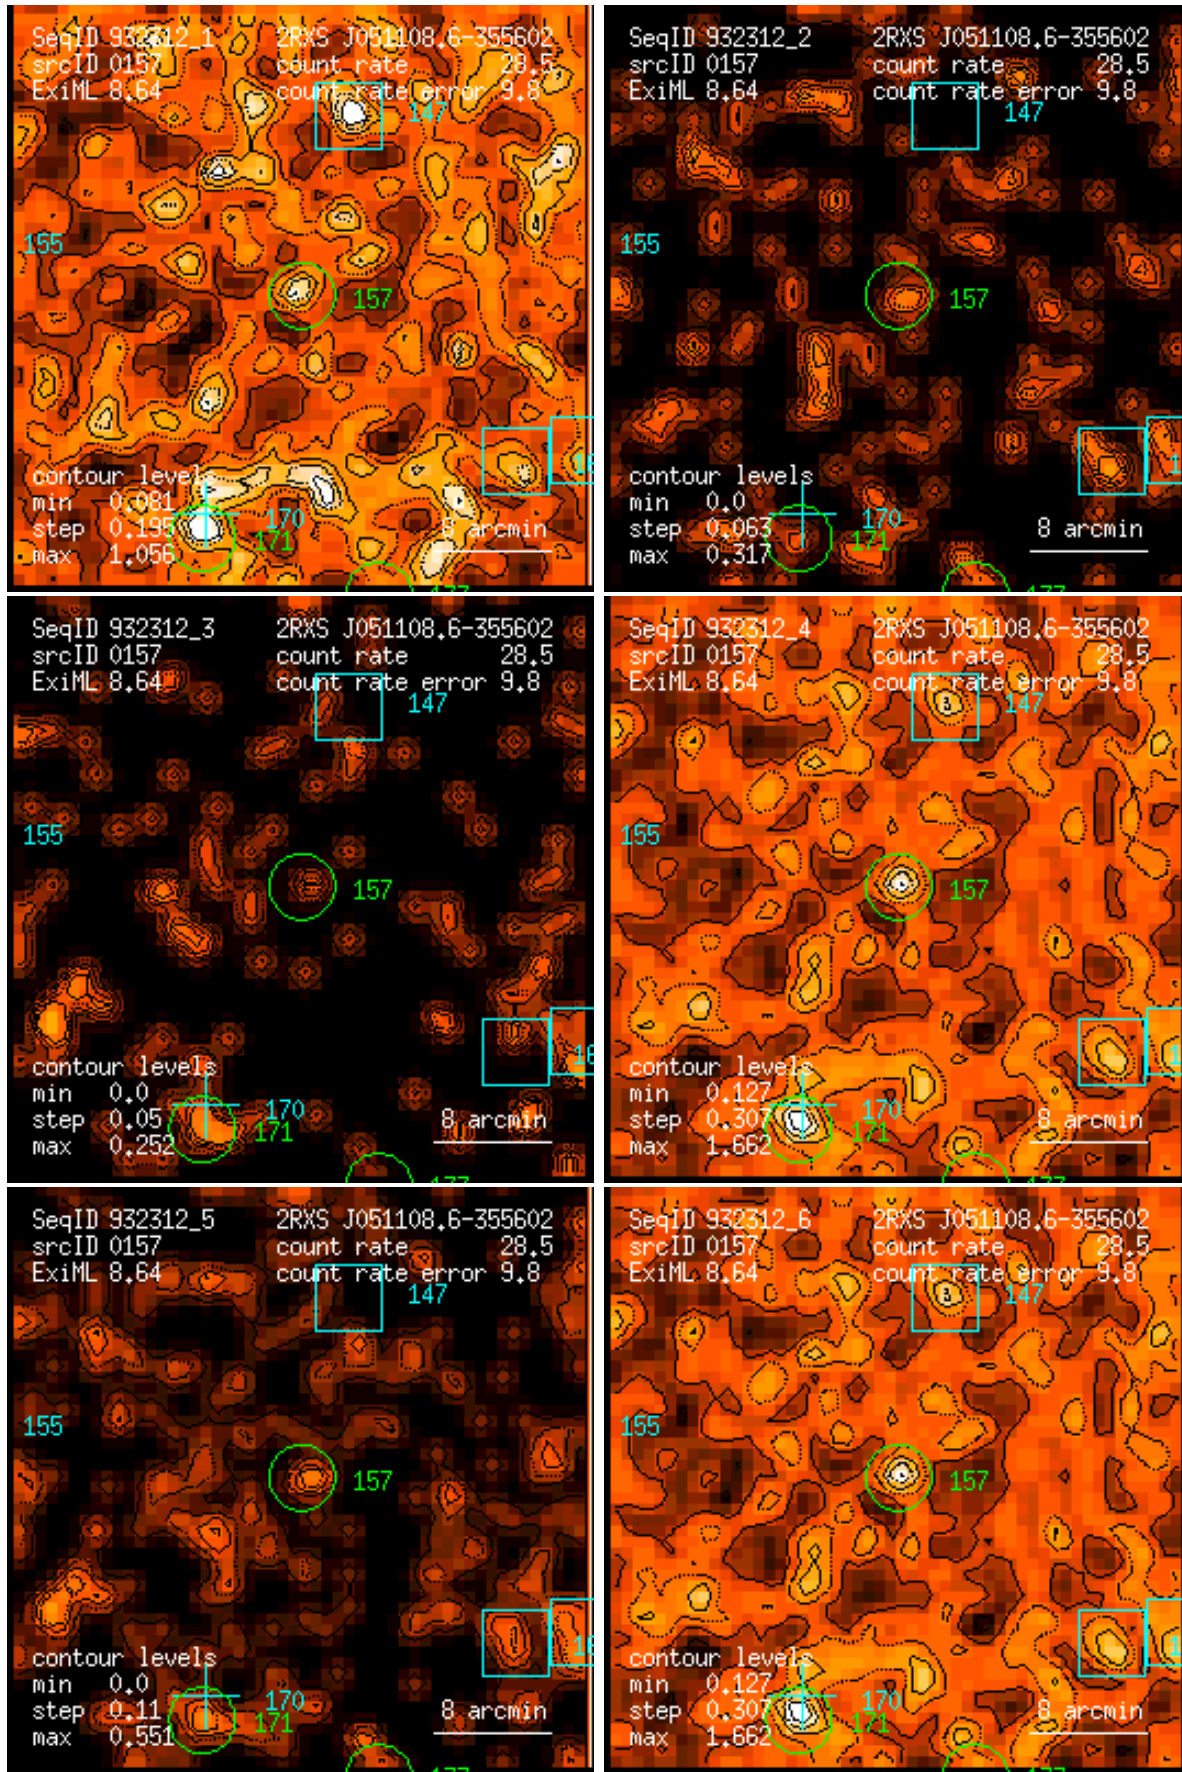 SeqID 932312_1 2RXS J051108.6-355602
srcID 0157 count rate 28.5
ExiML 8.64 count rate error 9.8
147
155
157
contour levels
min 0.081
step 0.195
max 1.056
170
171
8 arcmin
SeqID 932312_2 2RXS J051108.6-355602
srcID 0157 count rate 28.5
ExiML 8.64 count rate error 9.8
147
155
157
contour levels
min 0.0
step 0.063
max 0.317
170
171
8 arcmin
SeqID 932312_3 2RXS J051108.6-355602
srcID 0157 count rate 28.5
ExiML 8.64 count rate error 9.8
147
155
157
contour levels
min 0.0
step 0.05
max 0.252
170
171
8 arcmin
SeqID 932312_4 2RXS J051108.6-355602
srcID 0157 count rate 28.5
ExiML 8.64 count rate error 9.8
147
155
157
contour levels
min 0.127
step 0.307
max 1.662
170
171
8 arcmin
SeqID 932312_5 2RXS J051108.6-355602
srcID 0157 count rate 28.5
ExiML 8.64 count rate error 9.8
147
155
157
contour levels
min 0.0
step 0.11
max 0.551
170
171
8 arcmin
SeqID 932312_6 2RXS J051108.6-355602
srcID 0157 count rate 28.5
ExiML 8.64 count rate error 9.8
147
155
157
contour levels
min 0.127
step 0.307
max 1.662
170
171
8 arcmin